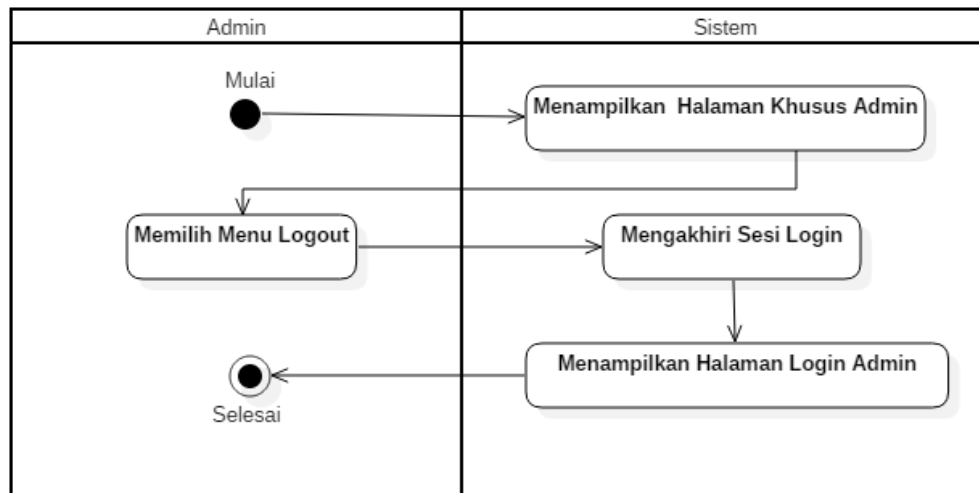 Admin
Sistem
Mulai
Menampilkan  Halaman Khusus Admin
Memilih Menu Logout
Mengakhiri Sesi Login
Menampilkan Halaman Login Admin
Selesai